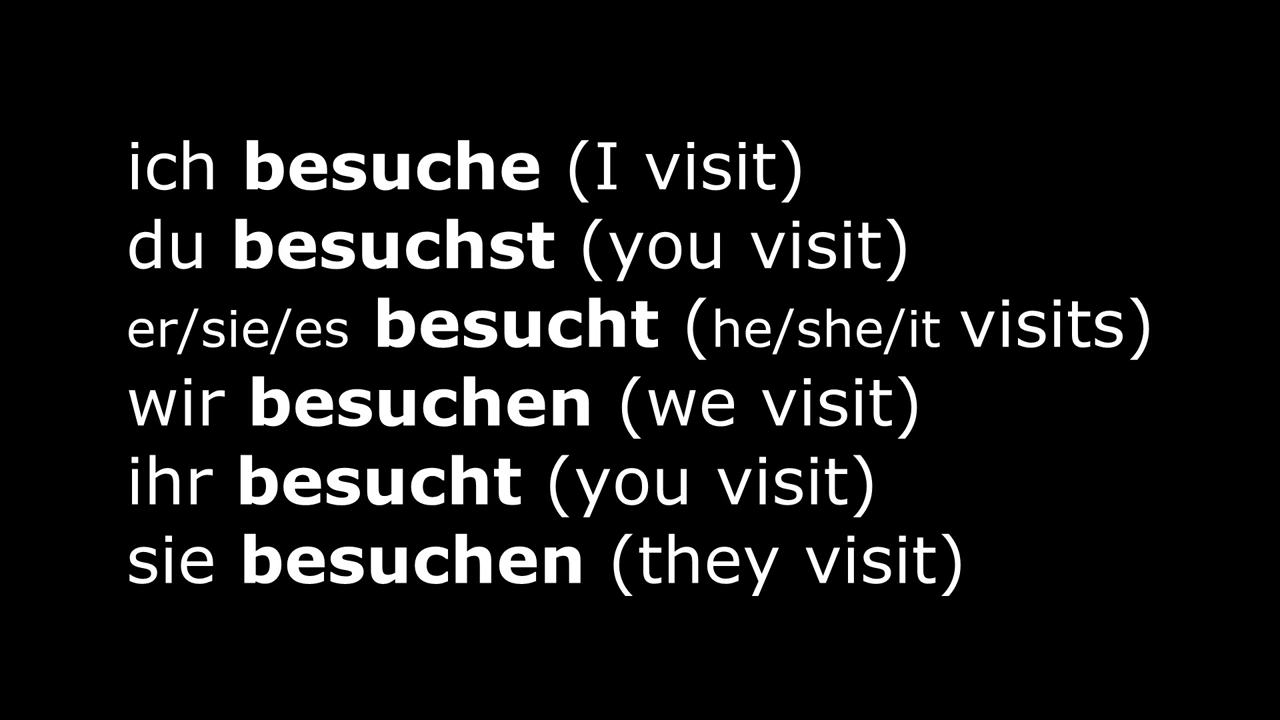 ich besuche (I visit)
du besuchst (you visit)
er/sie/es besucht (he/she/it visits)
wir besuchen (we visit)
ihr besucht (you visit)
sie besuchen (they visit)